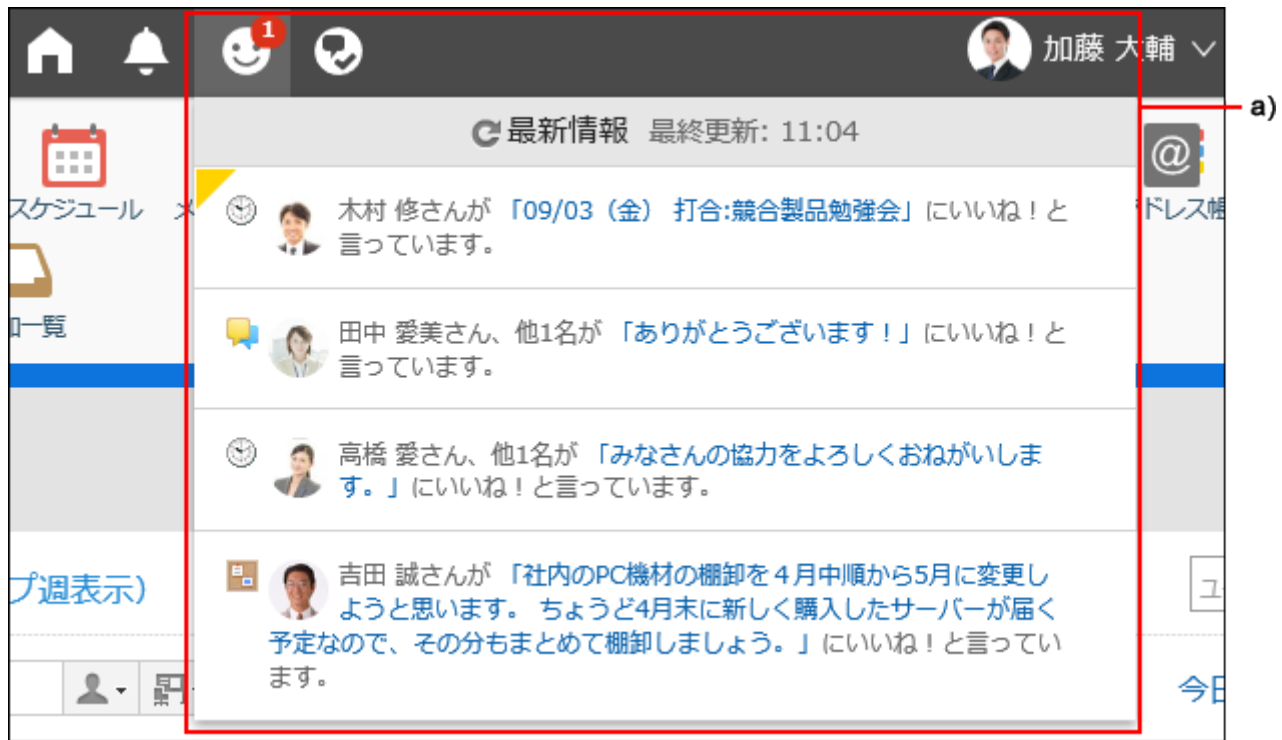 1
加藤 大輔
a)
最新情報 最終更新: 11:04
@
スケジュール
メ
ドレス帳
木村 修さんが 「09/03（金） 打合:競合製品勉強会」にいいね！と
言っています。
一覧
田中 愛美さん、他1名が 「ありがとうございます！」にいいね！と
言っています。
高橋 愛さん、他1名が 「みなさんの協力をよろしくおねがいしま
す。」にいいね！と言っています。
プ週表示）
吉田 誠さんが 「社内のPC機材の棚卸を４月中順から5月に変更し
ようと思います。 ちょうど4月末に新しく購入したサーバーが届く
予定なので、その分もまとめて棚卸しましょう。」にいいね！と言ってい
ます。
ユ
今日